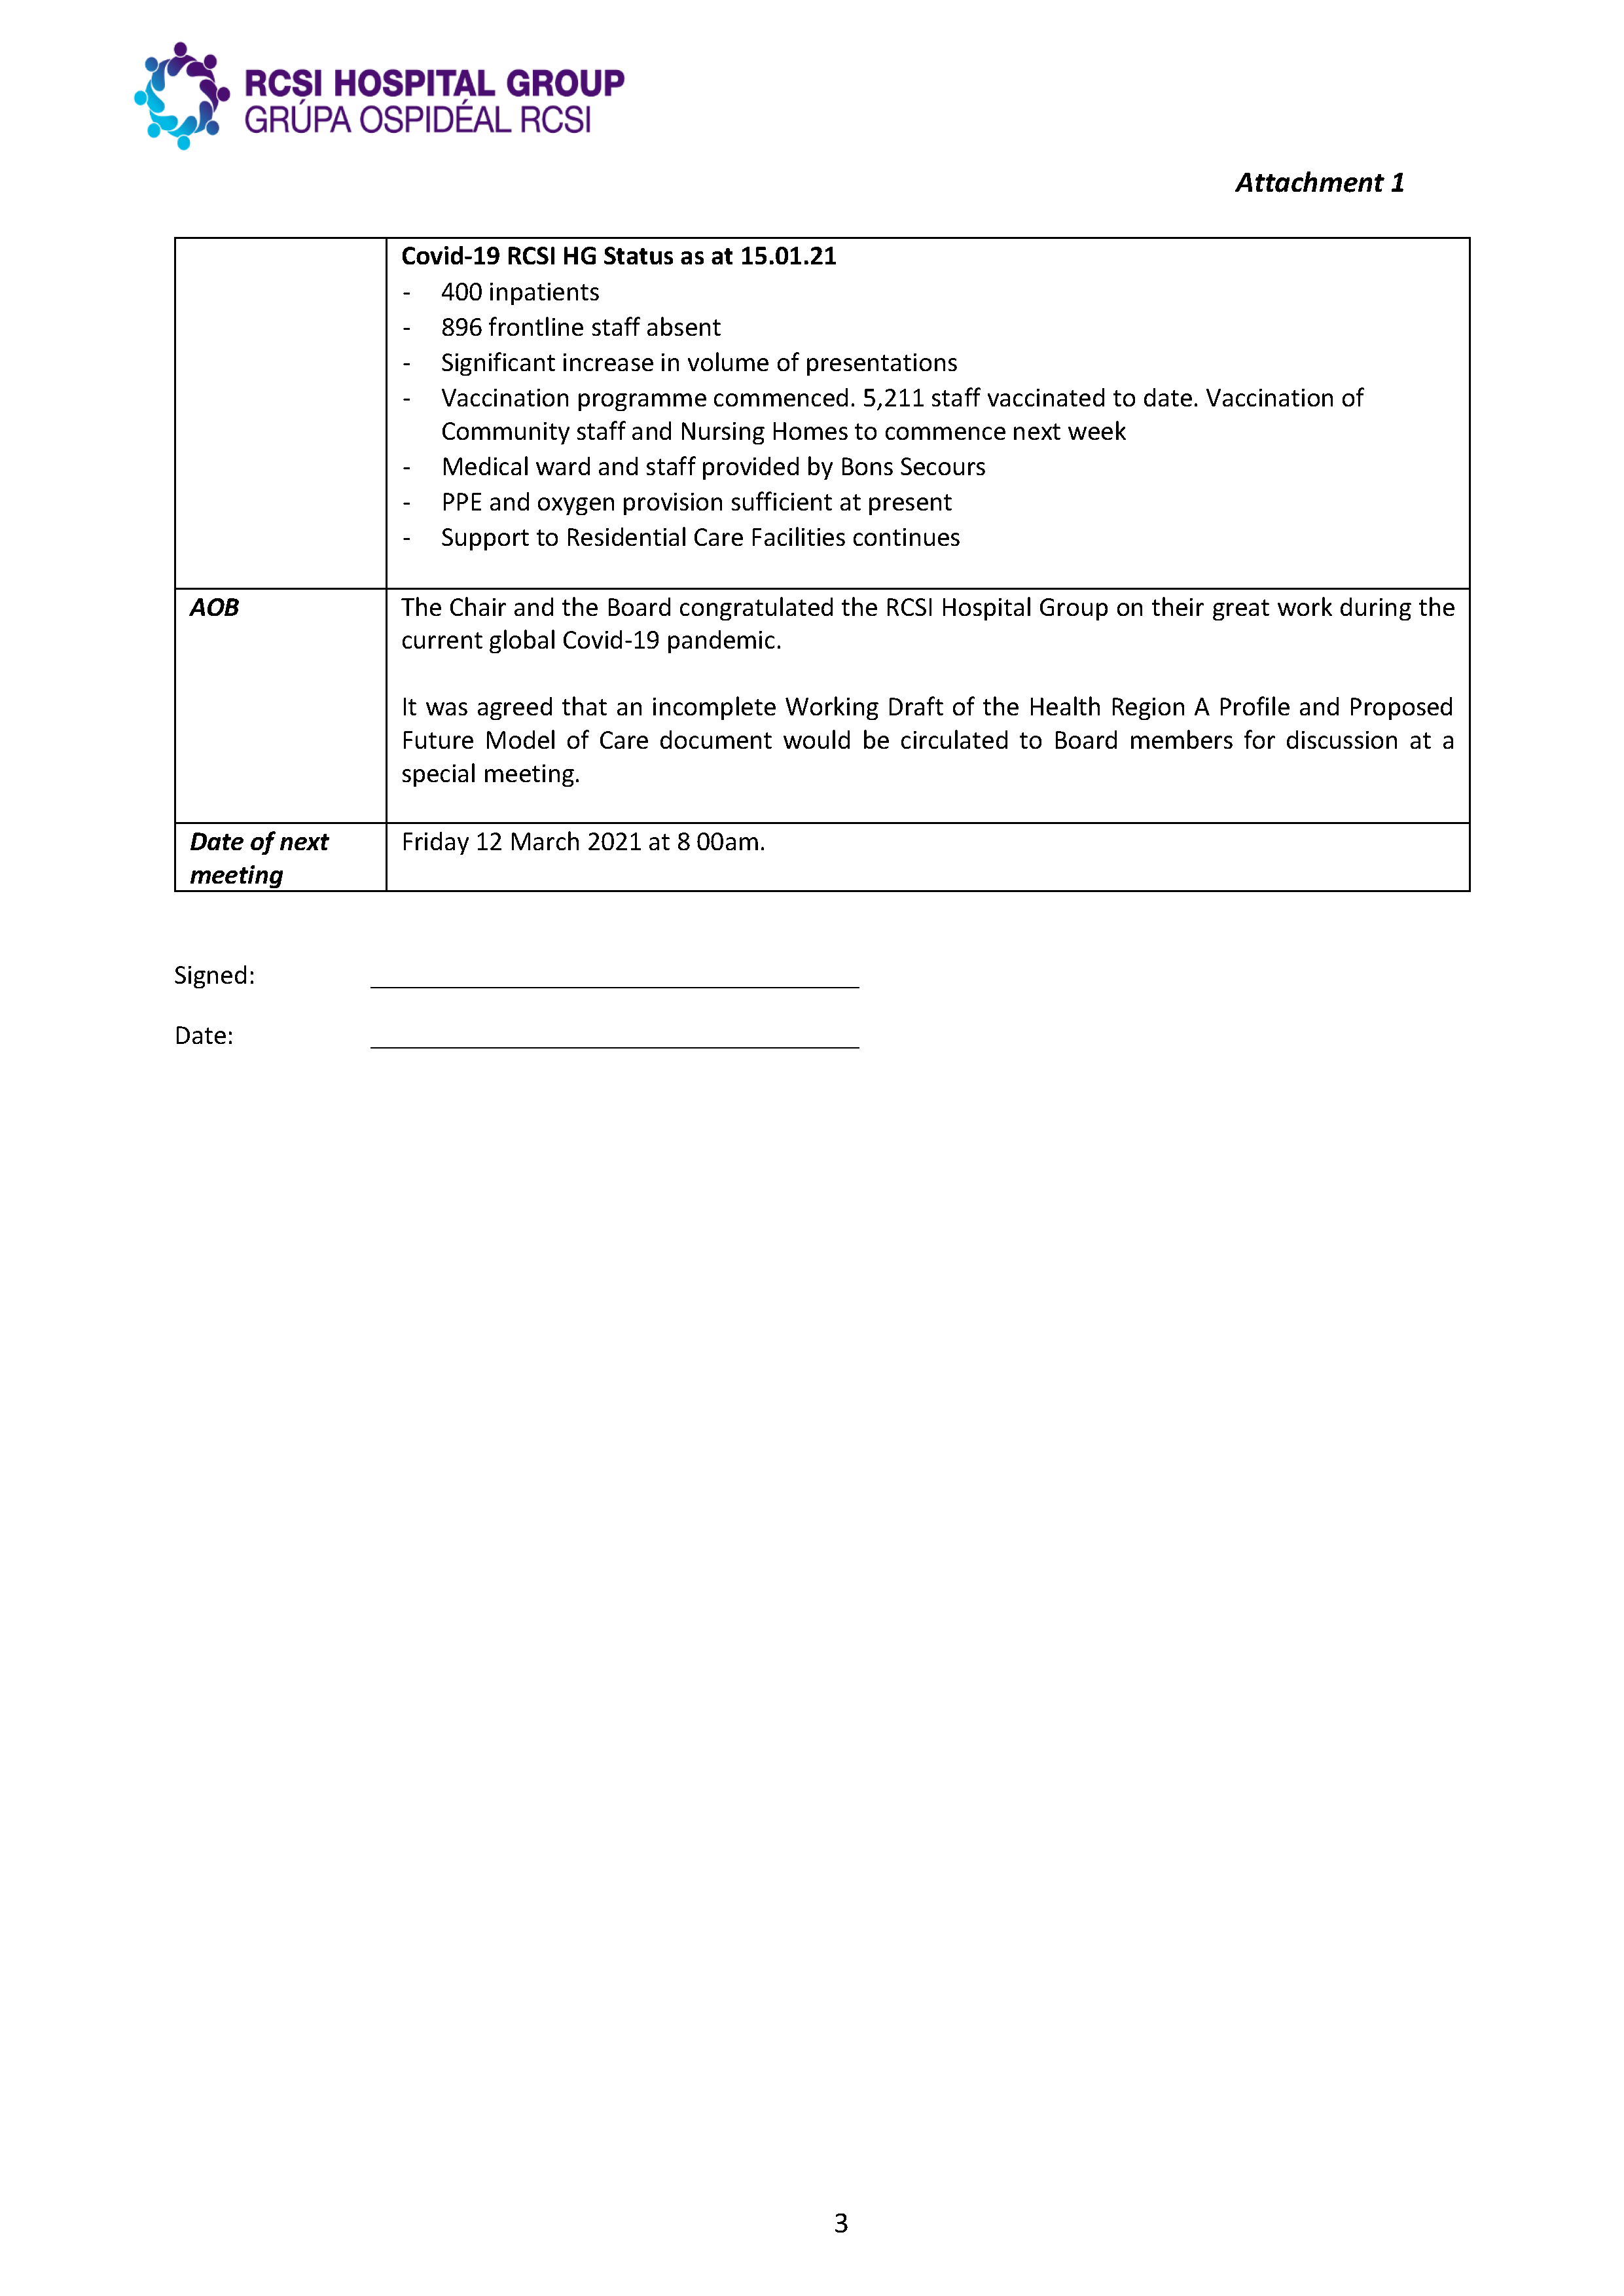 RCSI HOSPITAL GROUP
GRÚPA OSPIDÉAL RCSI
Attachment 1
Covid-19 RCSI HG Status as at 15.01.21
- 400 inpatients
- 896 frontline staff absent
- Significant increase in volume of presentations
- Vaccination programme commenced. 5,211 staff vaccinated to date. Vaccination of
Community staff and Nursing Homes to commence next week
- Medical ward and staff provided by Bons Secours
- PPE and oxygen provision sufficient at present
- Support to Residential Care Facilities continues
AOB
The Chair and the Board congratulated the RCSI Hospital Group on their great work during the
current global Covid-19 pandemic.
It was agreed that an incomplete Working Draft of the Health Region A Profile and Proposed
Future Model of Care document would be circulated to Board members for discussion at a
special meeting.
Date of next
meeting
Friday 12 March 2021 at 8 00am.
Signed:
Date:
3